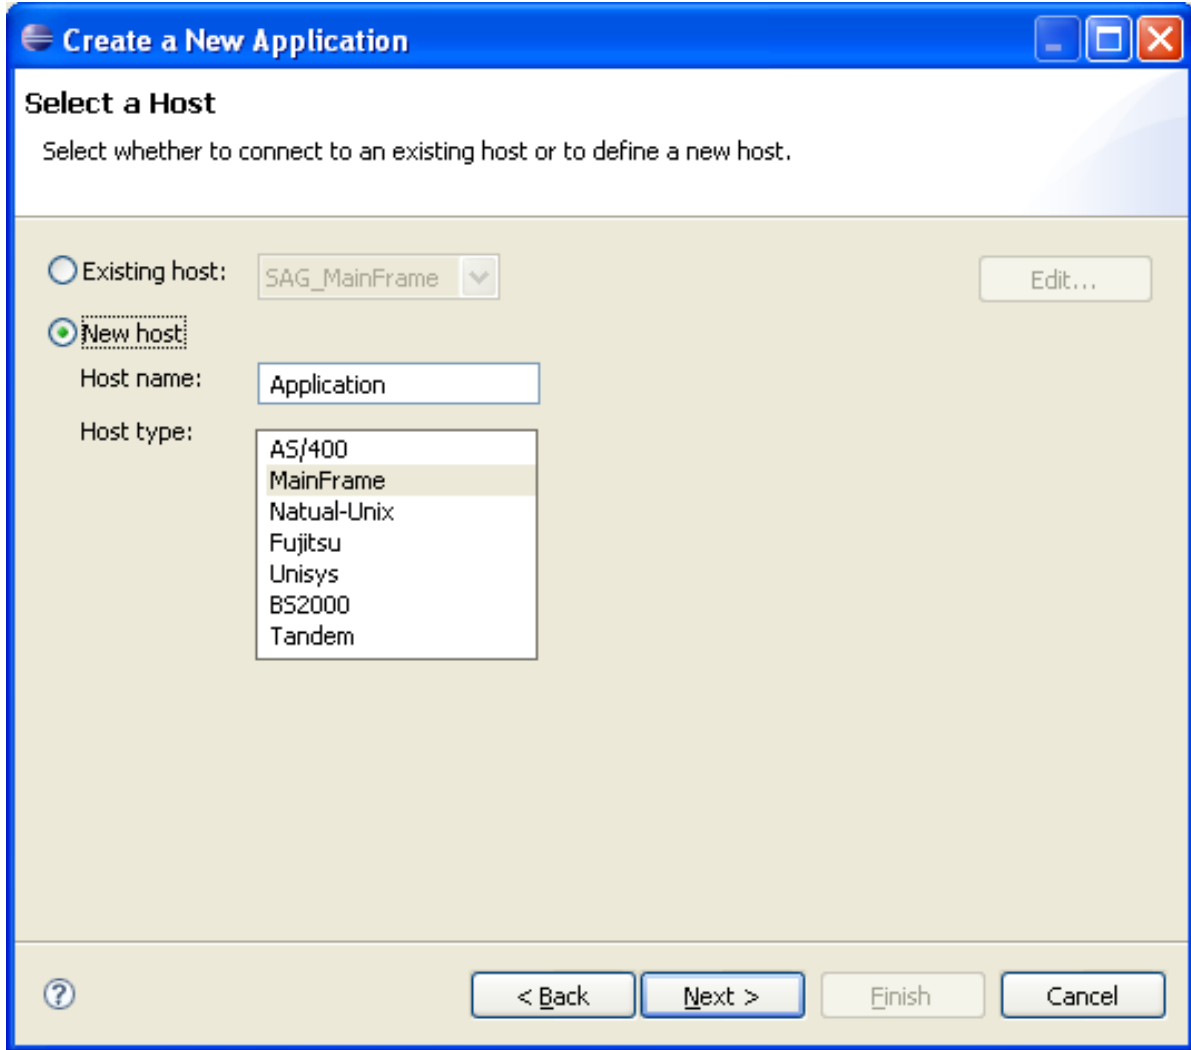 Create a New Application
Select a Host
Select whether to connect to an existing host or to define a new host.
Existing host: SAG_MainFrame Edit...
New host
Host name: Application
Host type:
AS/400
MainFrame
Natual-Unix
Fujitsu
Unisys
BS2000
Tandem
? < Back Next > Finish Cancel